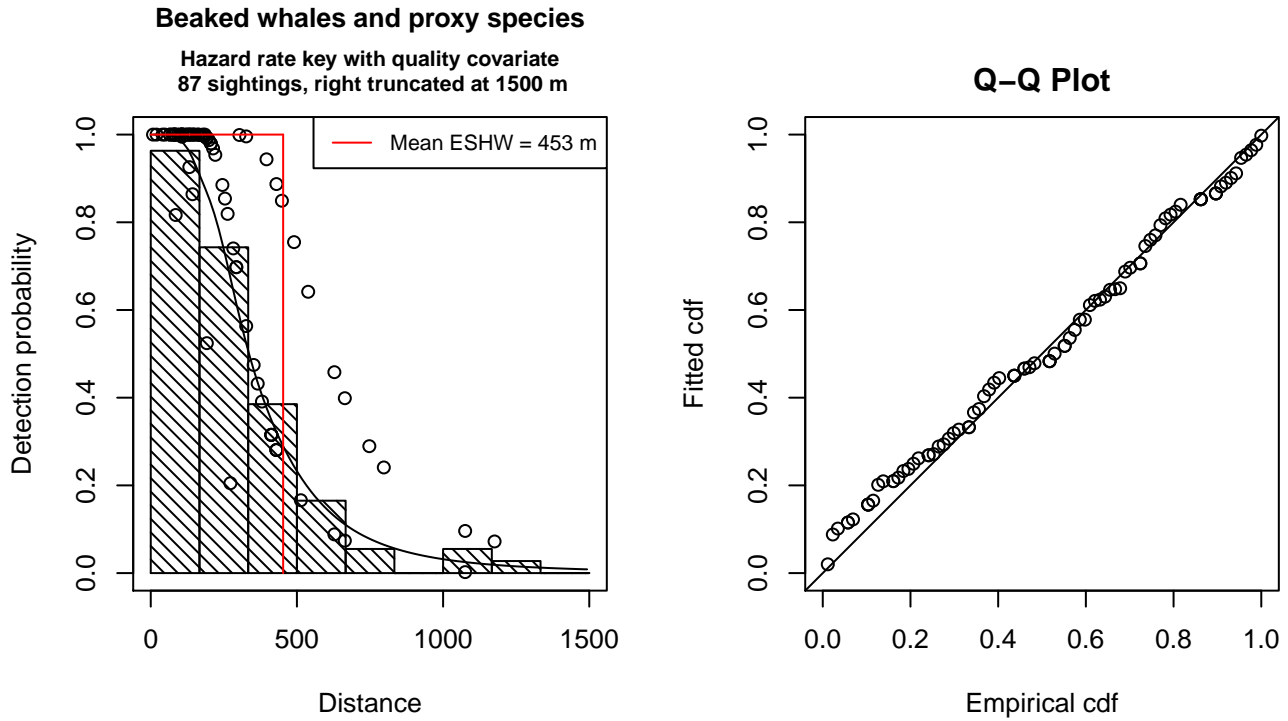 Beaked whales and proxy species
Hazard rate key with quality covariate
87 sightings, right truncated at 1500 m
Mean ESHW = 453 m
Detection probability
1.0
0.8
0.6
0.4
0.2
0.0
0 500 1000 1500
Distance
Q−Q Plot
Fitted cdf
1.0
0.8
0.6
0.4
0.2
0.0
0.0 0.2 0.4 0.6 0.8 1.0
Empirical cdf